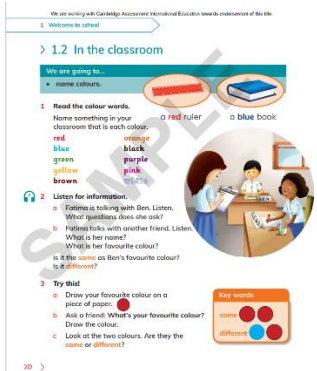 We are working with Cambridge Assessment International Education towards endorsement of this title.
1 Welcome to school
> 1.2 In the classroom
We are going to...
• name colours.
1 Read the colour words.
Name something in your
classroom that is each colour.
a red ruler
a blue book
red orange
blue black
green purple
yellow pink
brown white
2 Listen for information.
a Fatima is talking with Ben. Listen.
What questions does she ask?
b Fatima talks with another friend. Listen.
What is her name?
What is her favourite colour?
Is it the same as Ben's favourite colour?
Is it different?
BEN
3 Try this!
a Draw your favourite colour on a
piece of paper.
b Ask a friend: What's your favourite colour?
Draw the colour.
c Look at the two colours. Are they the
same or different?
Key words
same
different
20 >
SAMPLE